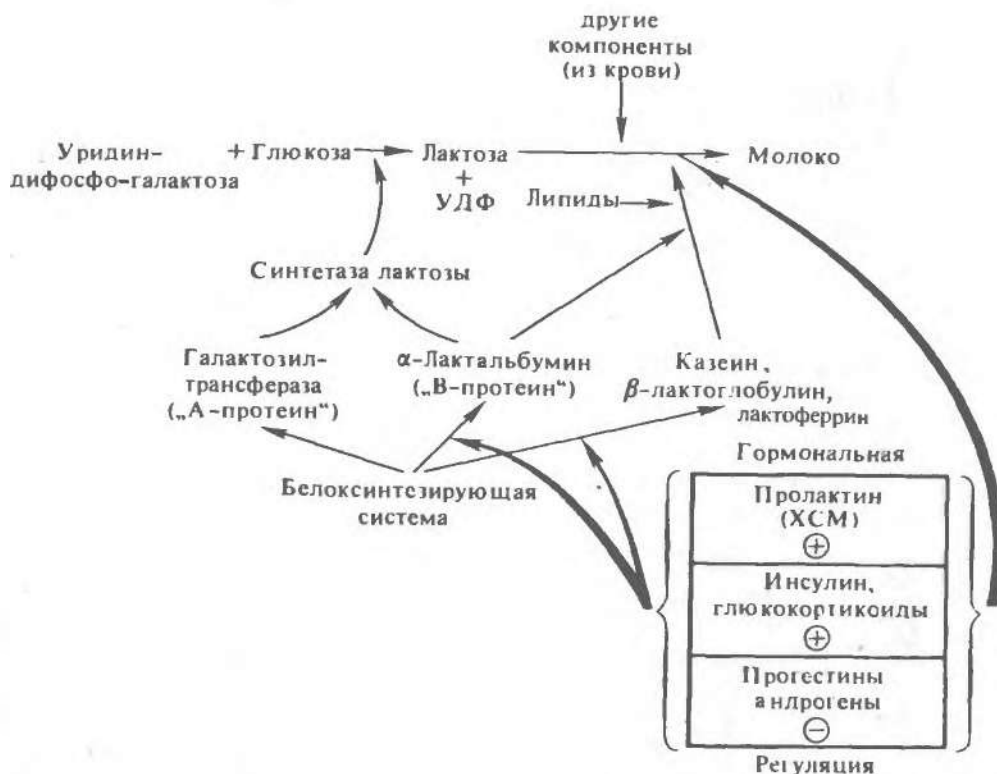 другие
компоненты
(из крови)
Уридин-
дифосфо-галактоза
+ Глюкоза
Лактоза
+
УДФ
Молоко
Липиды
Синтетаза лактозы
Галактозил-
трансфераза
(„А-протеин“)
α-Лактальбумин
(„В-протеин“)
Казеин,
β-лактоглобулин,
лактоферрин
Белоксинтезирующая
система
Гормональная
Пролактин
(ХСМ)
+
Инсулин,
глюкокортикоиды
+
Прогестины
андрогены
−
Регуляция